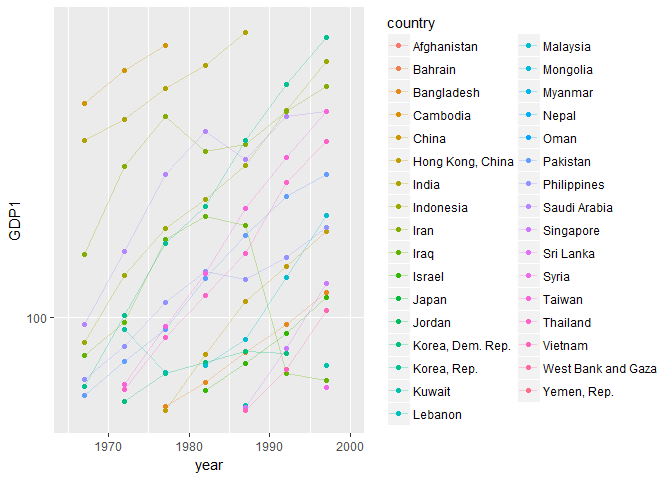 GDP1
100
1970
1980
1990
2000
year
country
Afghanistan
Bahrain
Bangladesh
Cambodia
China
Hong Kong, China
India
Indonesia
Iran
Iraq
Israel
Japan
Jordan
Korea, Dem. Rep.
Korea, Rep.
Kuwait
Lebanon
Malaysia
Mongolia
Myanmar
Nepal
Oman
Pakistan
Philippines
Saudi Arabia
Singapore
Sri Lanka
Syria
Taiwan
Thailand
Vietnam
West Bank and Gaza
Yemen, Rep.